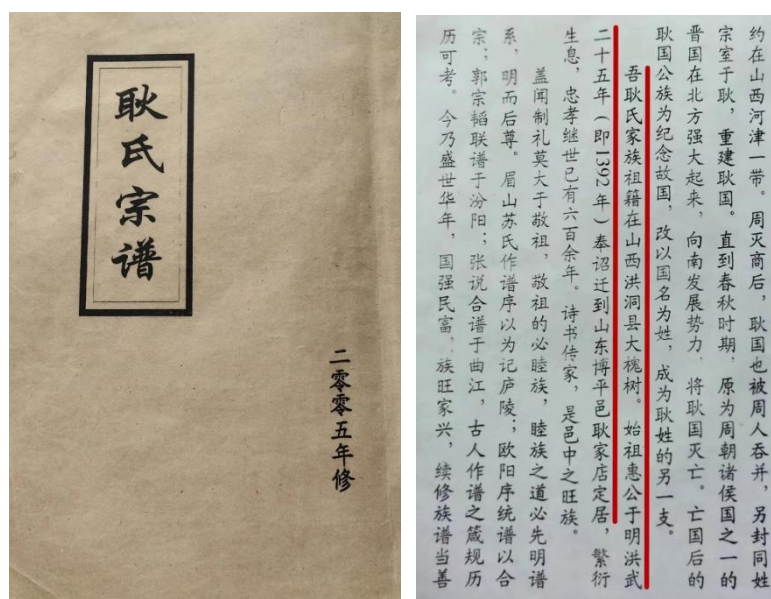 耿氏宗谱
二零零五年修
约在山西河津一带。周灭商后，耿国也被周人吞并，另封同姓
宗室于耿，重建耿国。直到春秋时期，原为周朝诸侯国之一的
晋国在北方强大起来，向南发展势力，将耿国灭亡。亡国后的
耿国公族为纪念故国，改以国名为姓，成为耿姓的另一支。
吾耿氏家族祖籍在山西洪洞县大槐树。始祖惠公于明洪武
二十五年（即1392年）奉诏迁到山东博平邑耿家店定居，繁衍
生息，忠孝继世已有六百余年。诗书传家，是邑中之旺族。
盖闻制礼莫大于敬祖，敬祖的必睦族，睦族之道必先明谱
系，明而后尊。眉山苏氏作谱序以为记庐陵；欧阳序统谱以合
宗；郭宗韬联谱于汾阳；张说合谱于曲江，古人作谱之箴规历
历可考。今乃盛世华年，国强民富，族旺家兴，续修族谱当善